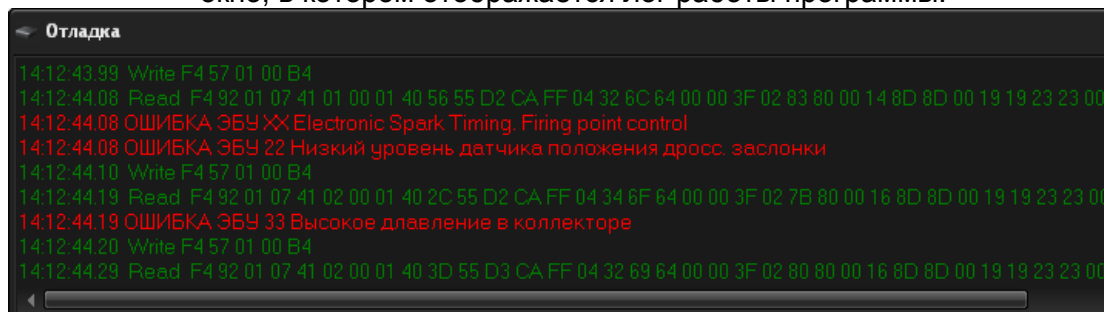 окно, в котором отображается лог работы программы.
Отладка
14:12:43.99 Write F4 57 01 00 B4
14:12:44.08 Read F4 92 01 07 41 01 00 01 40 56 55 D2 CA FF 04 32 6C 64 00 00 3F 02 83 80 00 14 8D 8D 00 19 19 23 23 00
14:12:44.08 ОШИБКА ЭБУ XX Electronic Spark Timing. Firing point control
14:12:44.08 ОШИБКА ЭБУ 22 Низкий уровень датчика положения дросс. заслонки
14:12:44.10 Write F4 57 01 00 B4
14:12:44.19 Read F4 92 01 07 41 02 00 01 40 2C 55 D2 CA FF 04 34 6F 64 00 00 3F 02 7B 80 00 16 8D 8D 00 19 19 23 23 00
14:12:44.19 ОШИБКА ЭБУ 33 Высокое длавление в коллекторе
14:12:44.20 Write F4 57 01 00 B4
14:12:44.29 Read F4 92 01 07 41 02 00 01 40 3D 55 D3 CA FF 04 32 69 64 00 00 3F 02 80 80 00 16 8D 8D 00 19 19 23 23 00